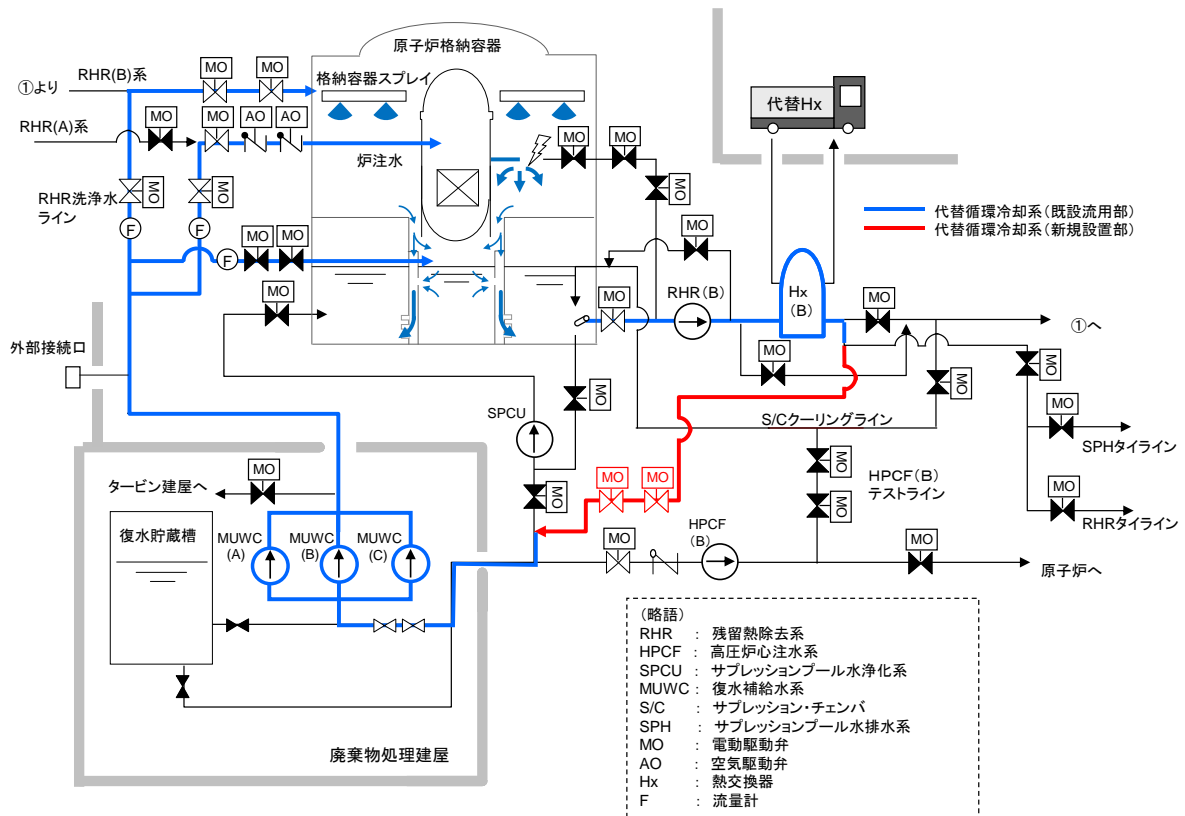 原子炉格納容器
RHR(B)系
MO
MO
格納容器スプレイ
①より
代替Hx
RHR(A)系
MO
MO
AO
AO
炉注水
MO
MO
RHR洗浄水
ライン
MO
MO
MO
代替循環冷却系(既設流用部)
代替循環冷却系(新規設置部)
F
F
F
MO
MO
MO
MO
MO
RHR(B)
Hx
(B)
MO
①へ
外部接続口
MO
MO
MO
MO
SPCU
S/Cクーリングライン
MO
SPHタイライン
MO
タービン建屋へ
MO
MO
MO
HPCF(B)
テストライン
MO
MO
MO
RHRタイライン
復水貯蔵槽
MUWC
(A)
MUWC
(B)
MUWC
(C)
MO
HPCF
(B)
MO
原子炉へ
廃棄物処理建屋
(略語)
RHR : 残留熱除去系
HPCF : 高圧炉心注水系
SPCU : サプレッションプール水浄化系
MUWC : 復水補給水系
S/C : サプレッション・チェンバ
SPH : サプレッションプール水排水系
MO : 電動駆動弁
AO : 空気駆動弁
Hx : 熱交換器
F : 流量計